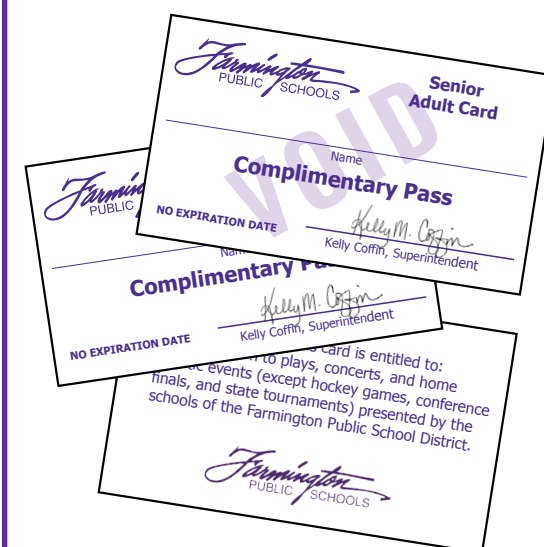 Farmington
PUBLIC SCHOOLS
Senior
Adult Card
VOID
Name
Complimentary Pass
NO EXPIRATION DATE
Kelly M. Coffin
Kelly Coffin, Superintendent
PUBLIC
Complimentary
Kelly M. Coffin
NO EXPIRATION DATE
Kelly Coffin, Superintendent
card is entitled to:
to plays, concerts, and home
events (except hockey games, conference
finals, and state tournaments) presented by the
schools of the Farmington Public School District.
Farmington
PUBLIC SCHOOLS